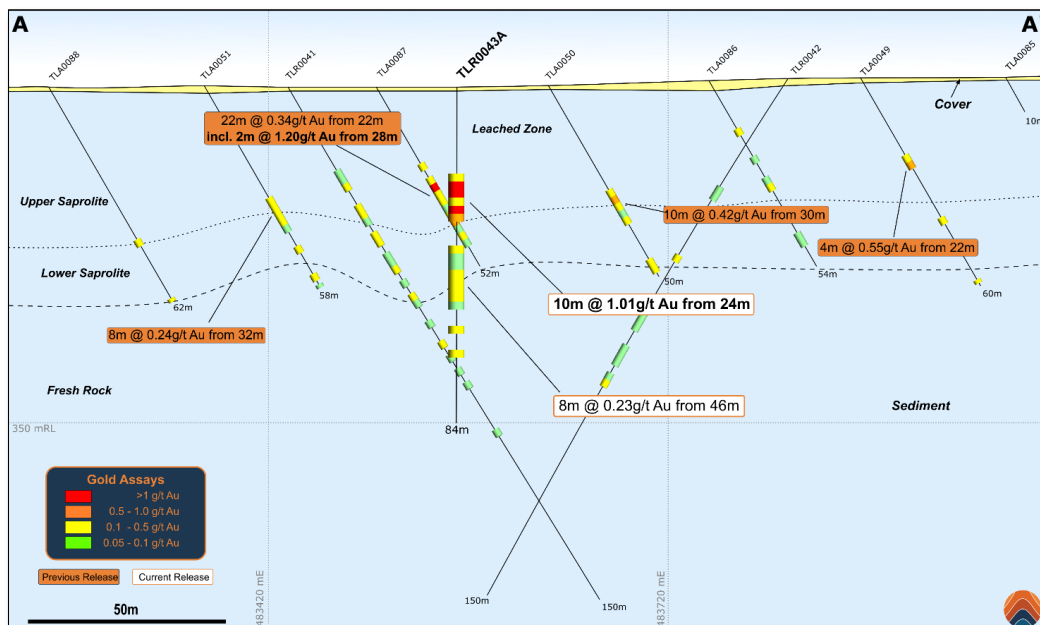 A
A'
TLA0088
TLA0051
TLR0041
TLA0087
TLR0043A
TLA0050
TLA0086
TLR0042
TLA0049
TLA0085
Cover
10m
22m @ 0.34g/t Au from 22m
incl. 2m @ 1.20g/t Au from 28m
Leached Zone
Upper Saprolite
10m @ 0.42g/t Au from 30m
4m @ 0.55g/t Au from 22m
Lower Saprolite
52m
54m
50m
58m
60m
62m
10m @ 1.01g/t Au from 24m
8m @ 0.24g/t Au from 32m
Fresh Rock
8m @ 0.23g/t Au from 46m
Sediment
350 mRL
84m
Gold Assays
>1 g/t Au
0.5 - 1.0 g/t Au
0.1 - 0.5 g/t Au
0.05 - 0.1 g/t Au
Previous Release
Current Release
50m
483420 mE
150m
150m
483720 mE